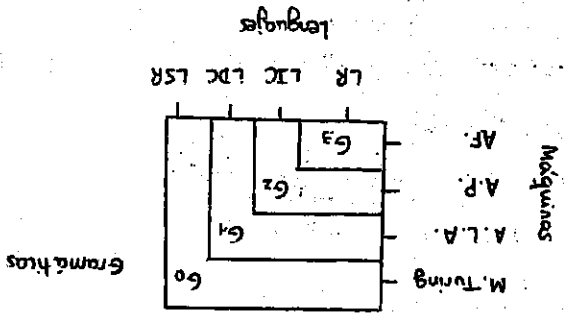 Máquinas
M. Turing G0 Gramáticas
A.L.A. G1
A.P. G2
AF. G3
LR LIC LDC LSR
Lenguajes